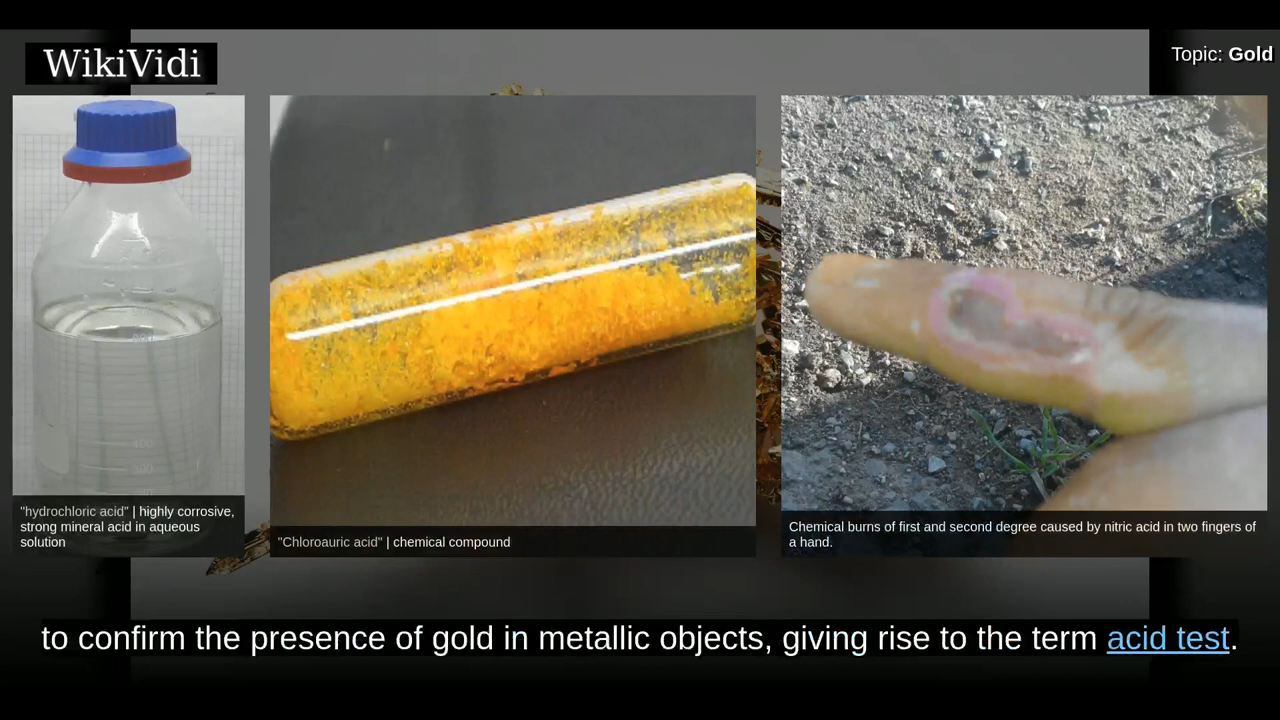 WikiVidi
Topic: Gold
"hydrochloric acid" | highly corrosive,
strong mineral acid in aqueous
solution
"Chloroauric acid" | chemical compound
Chemical burns of first and second degree caused by nitric acid in two fingers of
a hand.
to confirm the presence of gold in metallic objects, giving rise to the term acid test.